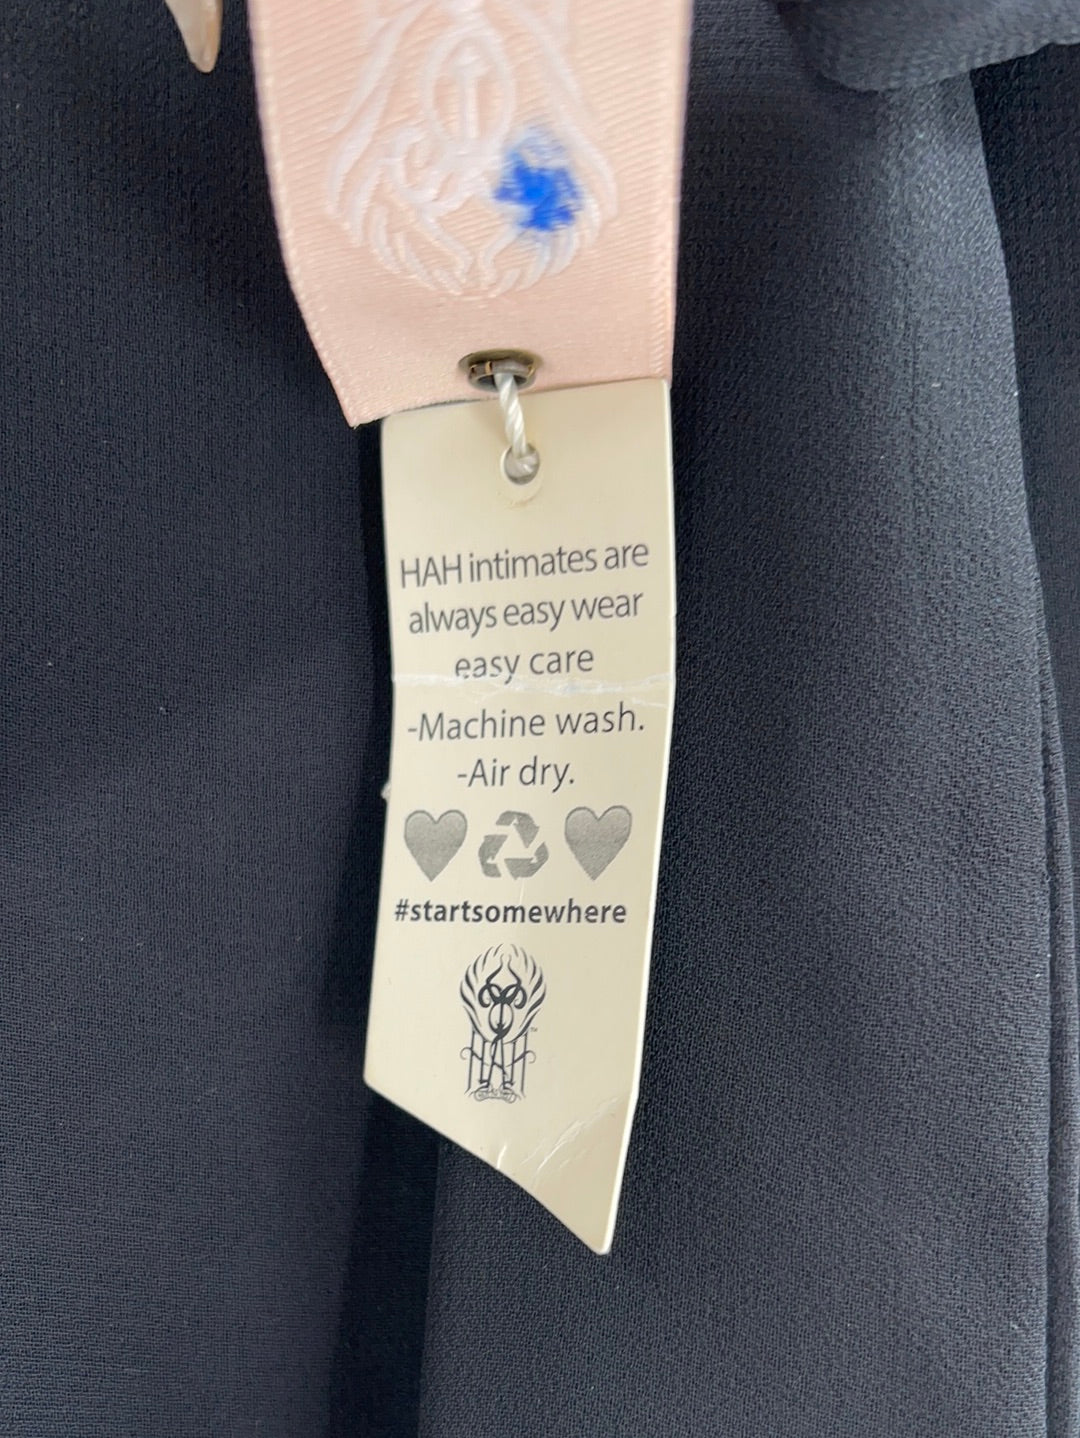 HAH intimates are
always easy wear
easy care
-Machine wash.
-Air dry.
#startsomewhere